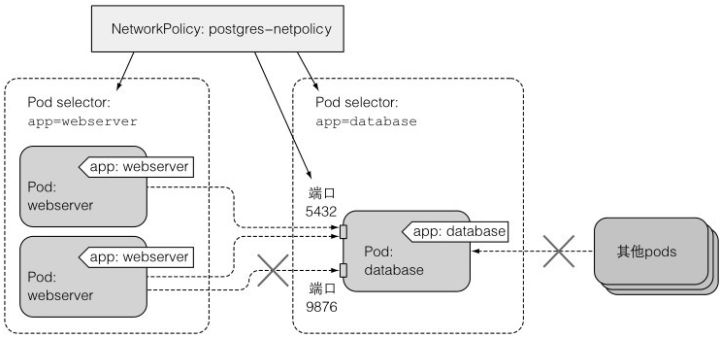 NetworkPolicy: postgres-netpolicy
Pod selector:
app=webserver
app: webserver
Pod:
webserver
app: webserver
Pod:
webserver
Pod selector:
app=database
端口
5432
app: database
Pod:
database
端口
9876
其他pods